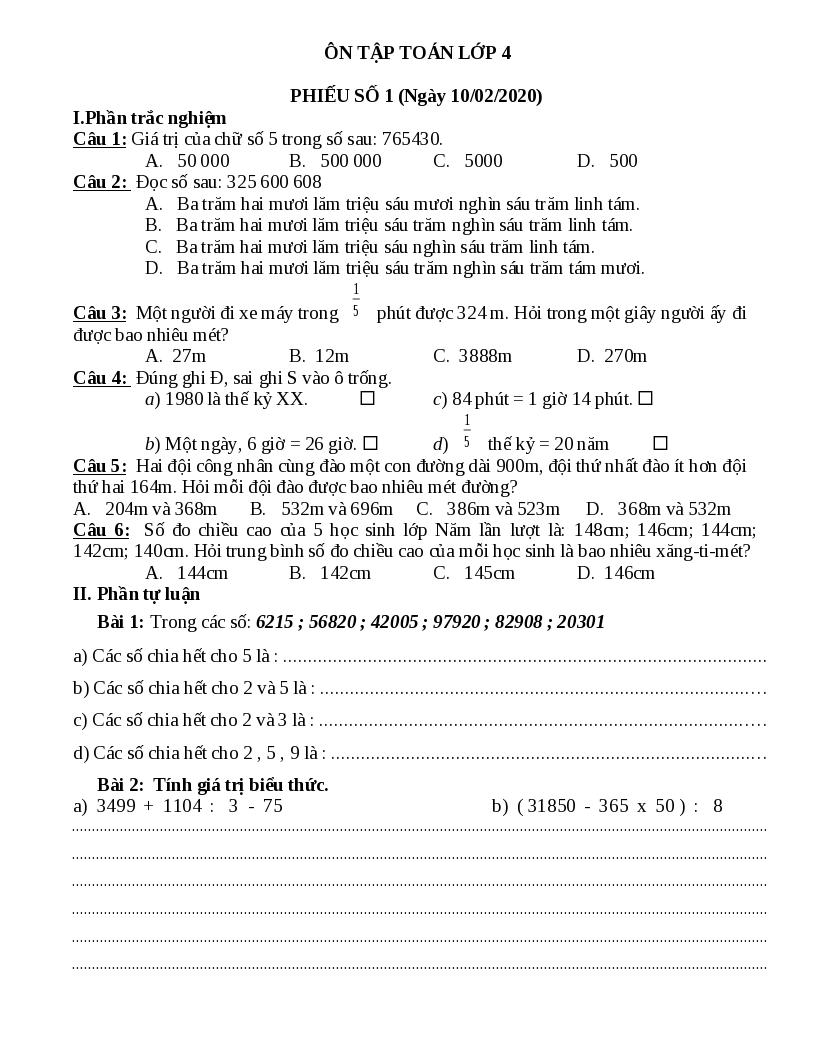 ÔN TẬP TOÁN LỚP 4
PHIẾU SỐ 1 (Ngày 10/02/2020)
I.Phần trắc nghiệm
Câu 1: Giá trị của chữ số 5 trong số sau: 765430.
A. 50 000 B. 500 000 C. 5000 D. 500
Câu 2: Đọc số sau: 325 600 608
A. Ba trăm hai mươi lăm triệu sáu mươi nghìn sáu trăm linh tám.
B. Ba trăm hai mươi lăm triệu sáu trăm nghìn sáu trăm linh tám.
C. Ba trăm hai mươi lăm triệu sáu nghìn sáu trăm linh tám.
D. Ba trăm hai mươi lăm triệu sáu trăm nghìn sáu trăm tám mươi.
Câu 3: Một người đi xe máy trong 1/5 phút được 324 m. Hỏi trong một giây người ấy đi
được bao nhiêu mét?
A. 27m B. 12m C. 3888m D. 270m
Câu 4: Đúng ghi Đ, sai ghi S vào ô trống.
a) 1980 là thế kỷ XX. □ c) 84 phút = 1 giờ 14 phút. □
b) Một ngày, 6 giờ = 26 giờ. □ d) 1/5 thế kỷ = 20 năm □
Câu 5: Hai đội công nhân cùng đào một con đường dài 900m, đội thứ nhất đào ít hơn đội
thứ hai 164m. Hỏi mỗi đội đào được bao nhiêu mét đường?
A. 204m và 368m B. 532m và 696m C. 386m và 523m D. 368m và 532m
Câu 6: Số đo chiều cao của 5 học sinh lớp Năm lần lượt là: 148cm; 146cm; 144cm;
142cm; 140cm. Hỏi trung bình số đo chiều cao của mỗi học sinh là bao nhiêu xăng-ti-mét?
A. 144cm B. 142cm C. 145cm D. 146cm
II. Phần tự luận
Bài 1: Trong các số: 6215 ; 56820 ; 42005 ; 97920 ; 82908 ; 20301
a) Các số chia hết cho 5 là : ........................................
b) Các số chia hết cho 2 và 5 là : ........................................
c) Các số chia hết cho 2 và 3 là : ........................................
d) Các số chia hết cho 2 , 5 , 9 là : ........................................
Bài 2: Tính giá trị biểu thức.
a) 3499 + 1104 : 3 - 75 b) ( 31850 - 365 x 50 ) : 8